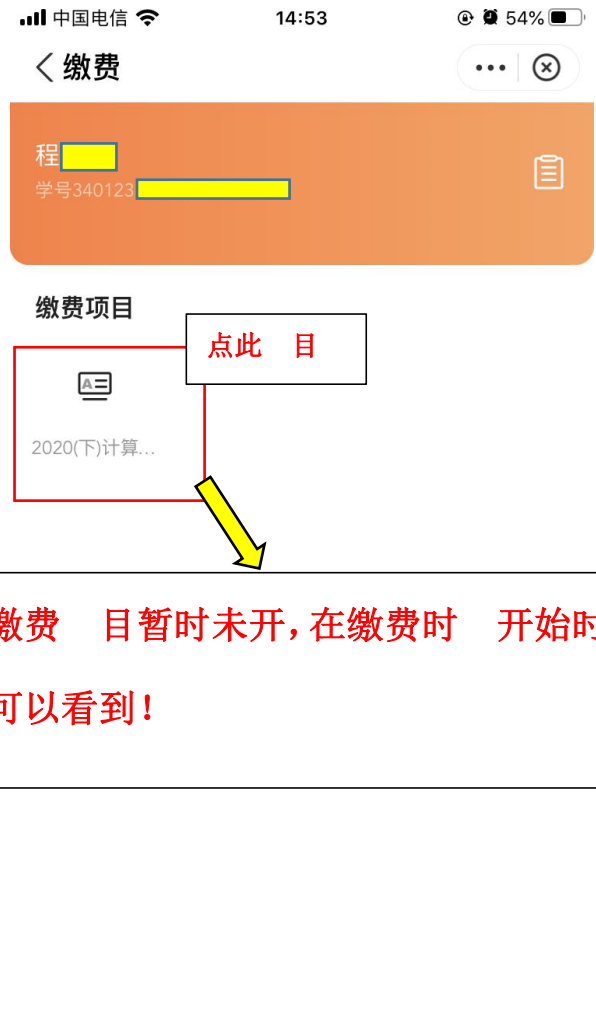 中国电信 14:53 54%
缴费
程
学号340123
缴费项目
点此 目
2020(下)计算...
缴费 目暂时未开,在缴费时 开始时
可以看到!